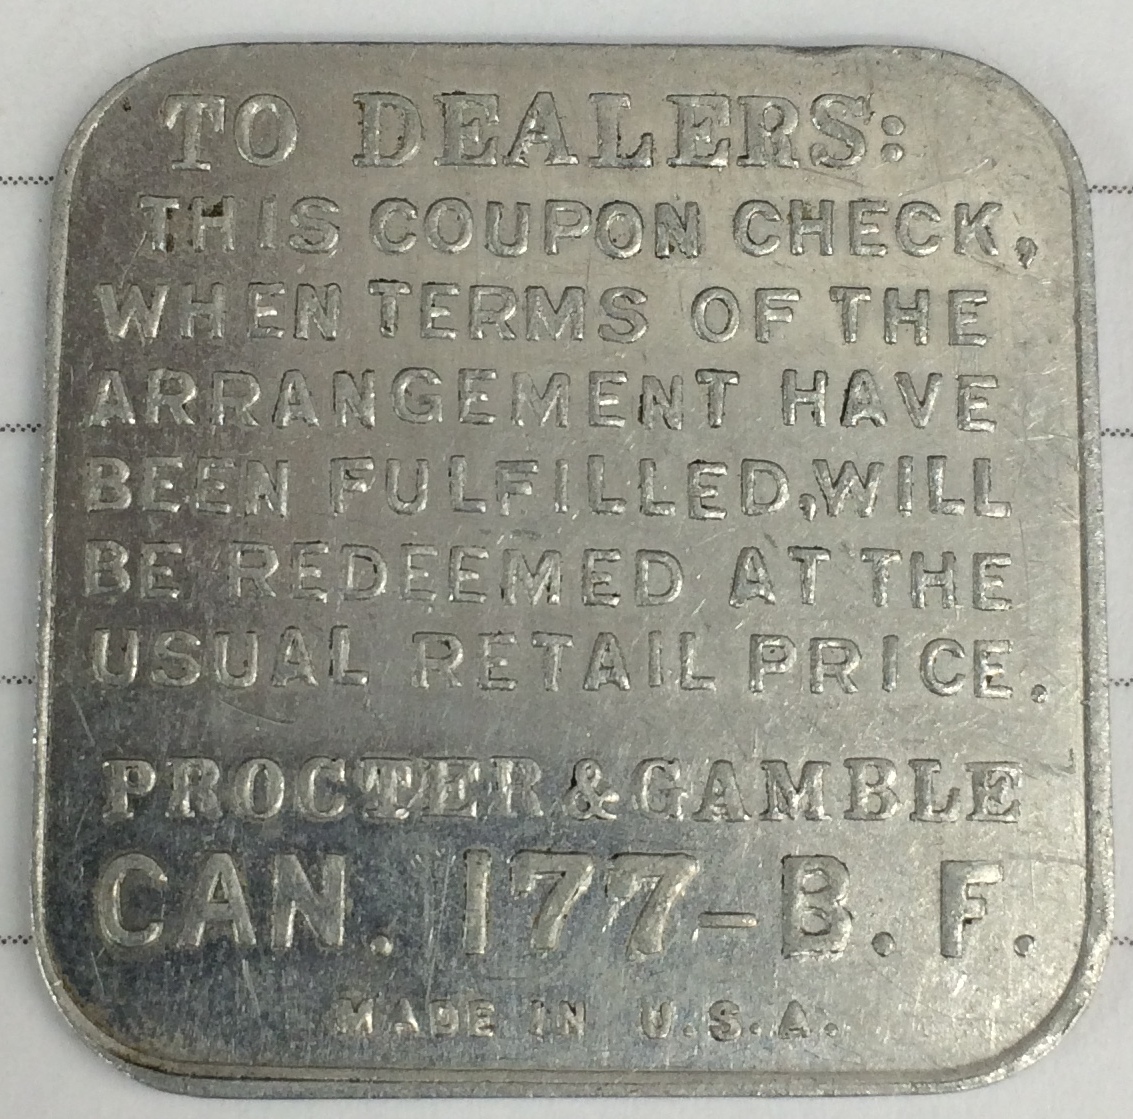 TO DEALERS:
THIS COUPON CHECK,
WHEN TERMS OF THE
ARRANGEMENT HAVE
BEEN FULFILLED, WILL
BE REDEEMED AT THE
USUAL RETAIL PRICE.
PROCTER & GAMBLE
CAN. 177-B. F.
MADE IN U.S.A.